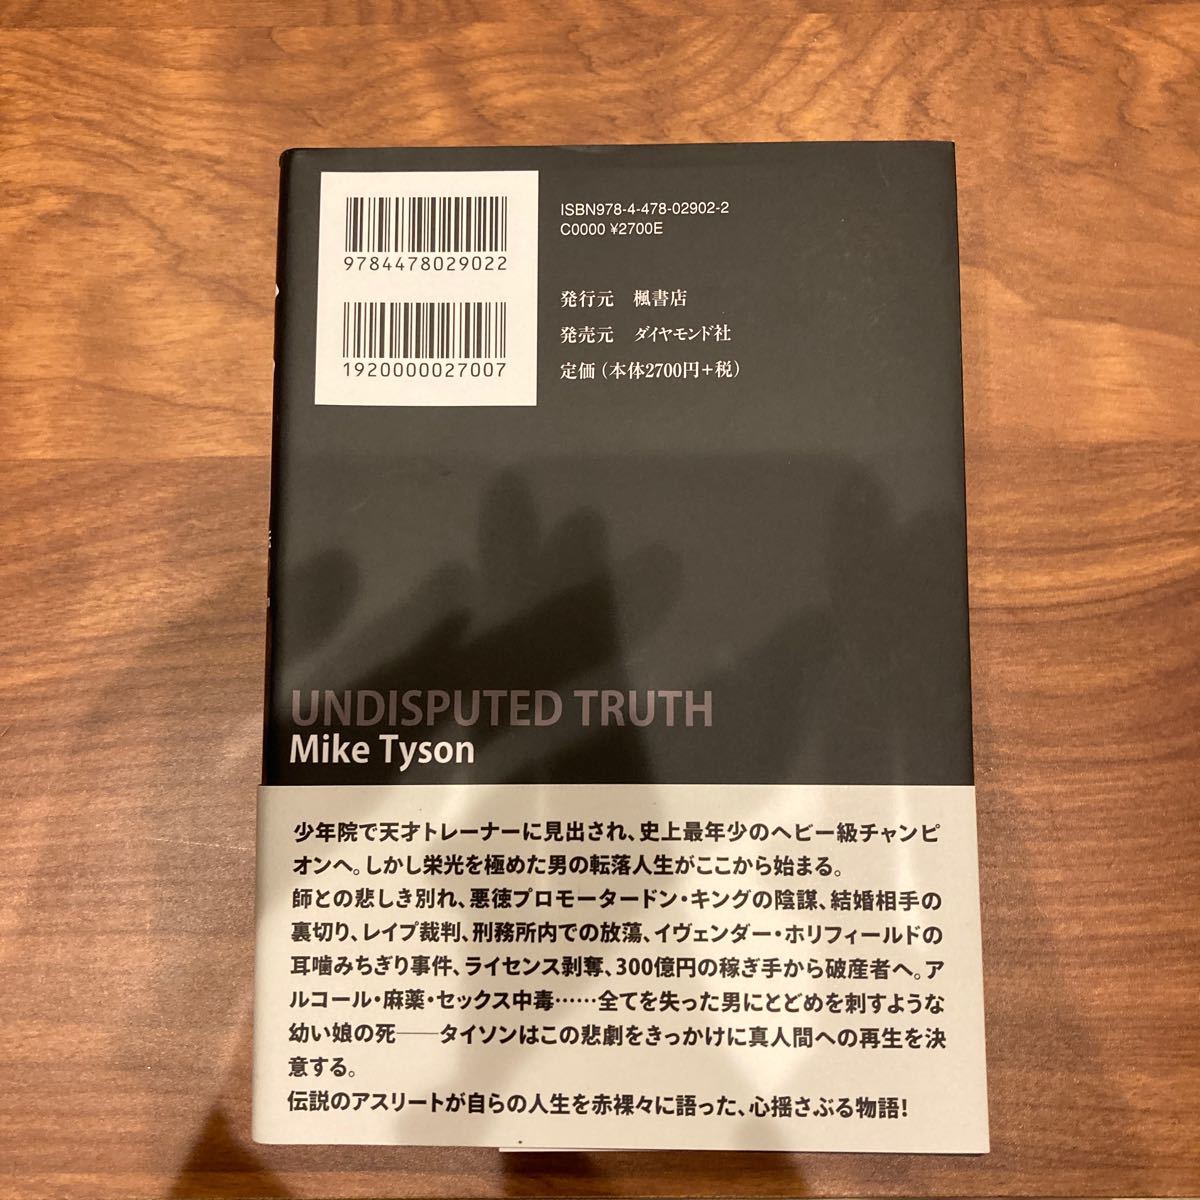 9784478029022
1920000027007
ISBN978-4-478-02902-2
C0000 ¥2700E
発行元　楓書店
発売元　ダイヤモンド社
定価（本体2700円＋税）
UNDISPUTED TRUTH
Mike Tyson
少年院で天才トレーナーに見出され、史上最年少のヘビー級チャンピ
オンへ。しかし栄光を極めた男の転落人生がここから始まる。
師との悲しき別れ、悪徳プロモータードン・キングの陰謀、結婚相手の
裏切り、レイプ裁判、刑務所内での放蕩、イヴェンダー・ホリフィールドの
耳噛みちぎり事件、ライセンス剥奪、300億円の稼ぎ手から破産者へ。ア
ルコール・麻薬・セックス中毒……全てを失った男にとどめを刺すような
幼い娘の死――タイソンはこの悲劇をきっかけに真人間への再生を決
意する。
伝説のアスリートが自らの人生を赤裸々に語った、心揺さぶる物語！